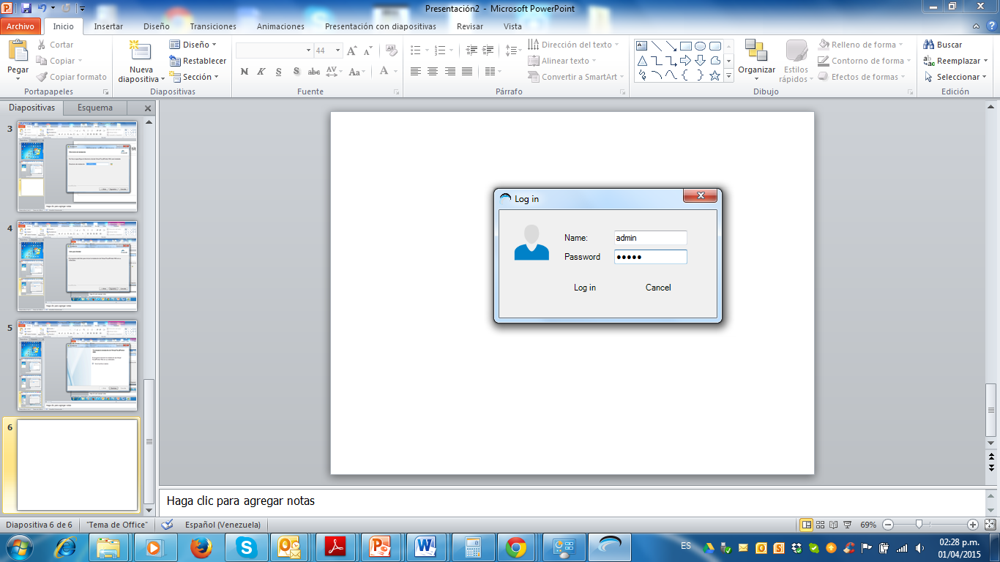 Presentación2 - Microsoft PowerPoint
Archivo Inicio Insertar Diseño Transiciones Animaciones Presentación con diapositivas Revisar Vista
Pegar
Cortar
Copiar
Copiar formato
Portapapeles
Nueva diapositiva
Diseño
Restablecer
Sección
Diapositivas
44
N K S S abc AV Aa A
Fuente
Dirección del texto
Alinear texto
Convertir a SmartArt
Párrafo
Organizar
Estilos rápidos
Relleno de forma
Contorno de forma
Efectos de formas
Dibujo
Buscar
Reemplazar
Seleccionar
Edición
Diapositivas Esquema
3
4
5
6
Log in
Name: admin
Password ●●●●●
Log in Cancel
Haga clic para agregar notas
Diapositiva 6 de 6 "Tema de Office" Español (Venezuela) 69%
ES 02:28 p.m.
01/04/2015